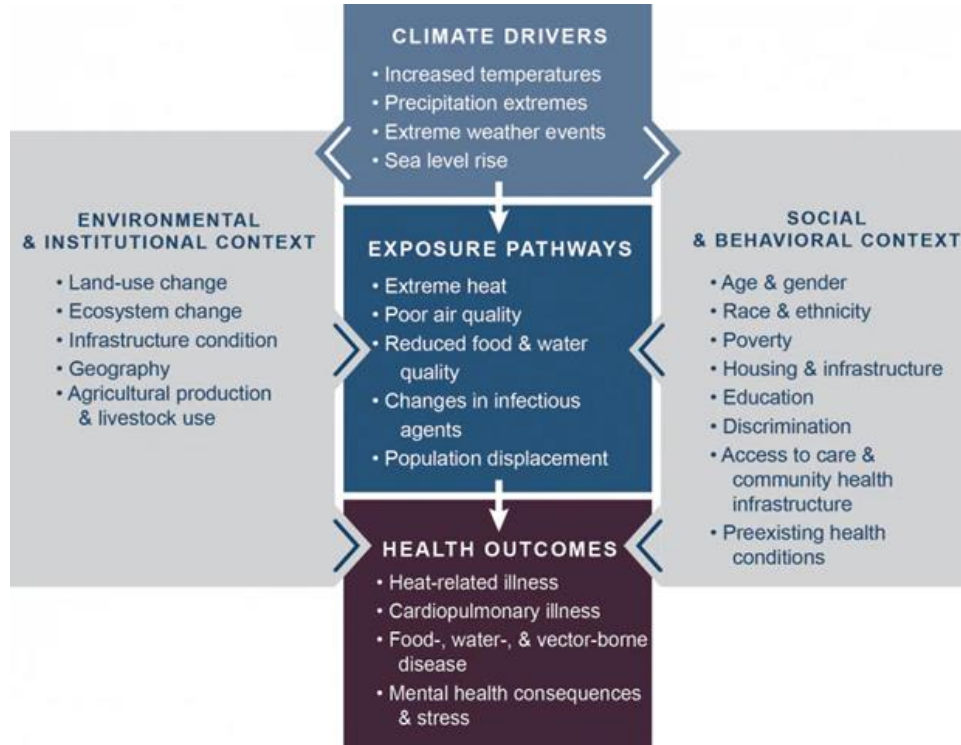 CLIMATE DRIVERS
• Increased temperatures
• Precipitation extremes
• Extreme weather events
• Sea level rise
ENVIRONMENTAL
& INSTITUTIONAL CONTEXT
• Land-use change
• Ecosystem change
• Infrastructure condition
• Geography
• Agricultural production
& livestock use
EXPOSURE PATHWAYS
• Extreme heat
• Poor air quality
• Reduced food & water
quality
• Changes in infectious
agents
• Population displacement
SOCIAL
& BEHAVIORAL CONTEXT
• Age & gender
• Race & ethnicity
• Poverty
• Housing & infrastructure
• Education
• Discrimination
• Access to care &
community health
infrastructure
• Preexisting health
conditions
HEALTH OUTCOMES
• Heat-related illness
• Cardiopulmonary illness
• Food-, water-, & vector-borne
disease
• Mental health consequences
& stress